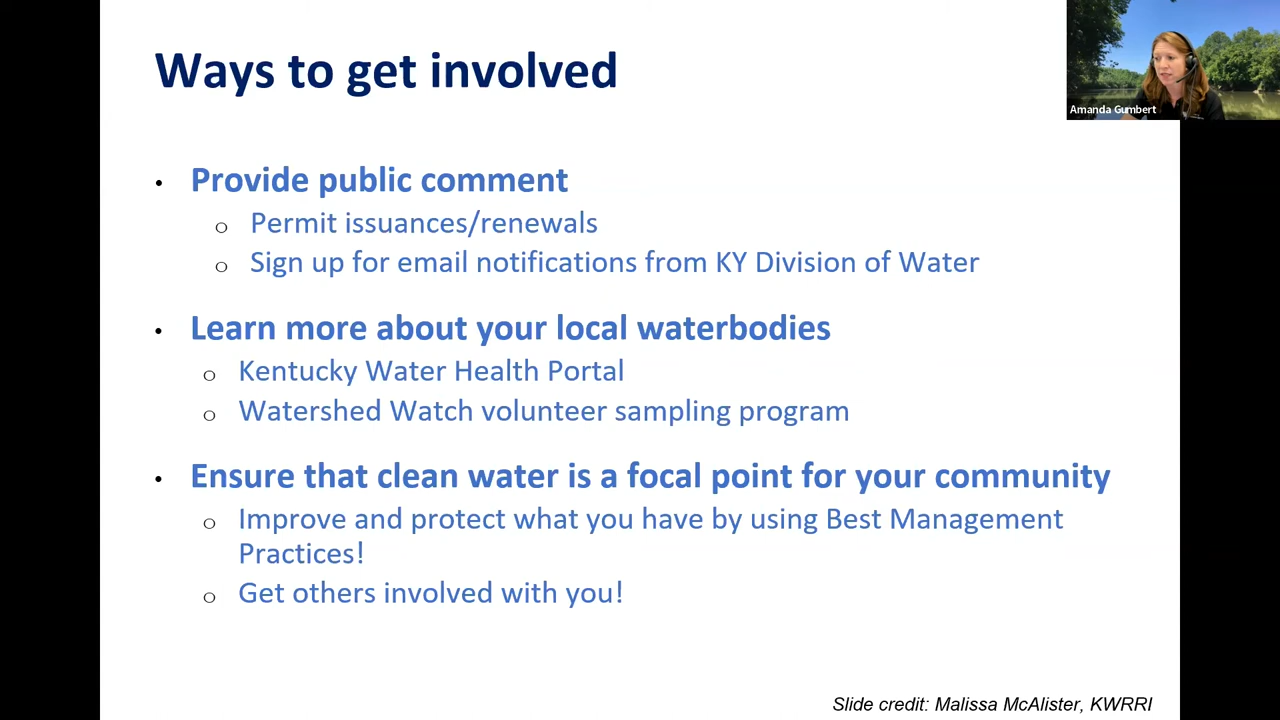 Ways to get involved
Amanda Gumbert
• Provide public comment
o Permit issuances/renewals
o Sign up for email notifications from KY Division of Water
• Learn more about your local waterbodies
o Kentucky Water Health Portal
o Watershed Watch volunteer sampling program
• Ensure that clean water is a focal point for your community
o Improve and protect what you have by using Best Management
Practices!
o Get others involved with you!
Slide credit: Malissa McAlister, KWRRI